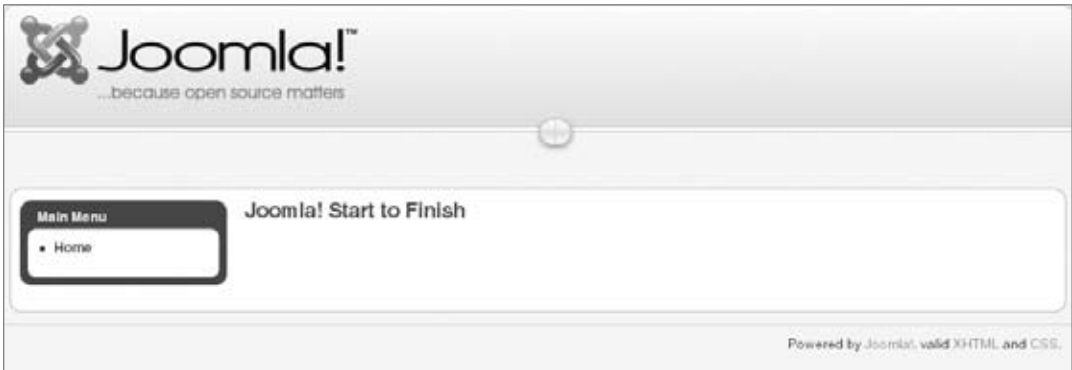 Joomla!™
...because open source matters
Main Menu
Joomla! Start to Finish
Home
Powered by Joomla!. valid XHTML and CSS.